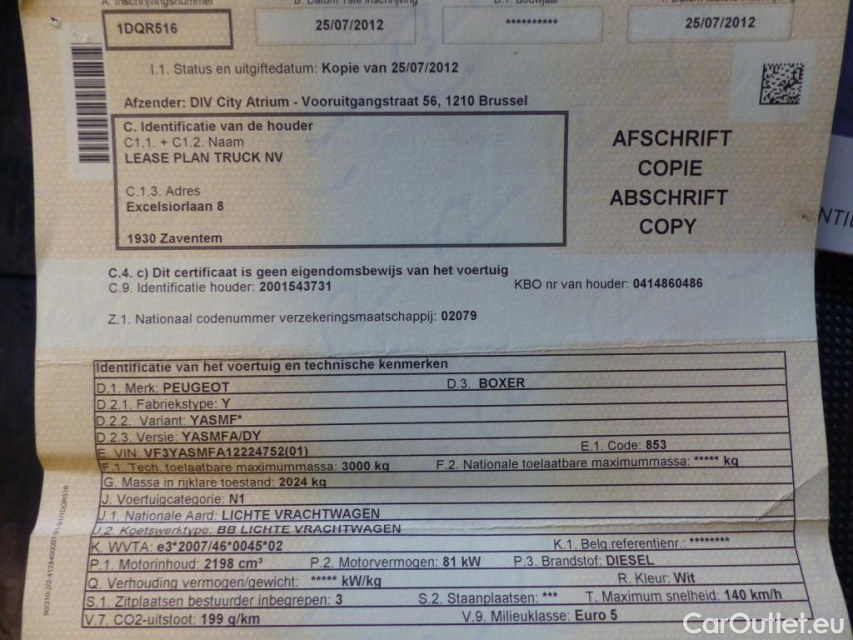 A. Inschrijvingsnummer B. Datum 1ste inschrijving
1DQR516 25/07/2012 ********** 25/07/2012
I.1. Status en uitgiftedatum: Kopie van 25/07/2012
Afzender: DIV City Atrium - Vooruitgangstraat 56, 1210 Brussel
C. Identificatie van de houder
C1.1. + C1.2. Naam
LEASE PLAN TRUCK NV
C.1.3. Adres
Excelsiorlaan 8
1930 Zaventem
AFSCHRIFT
COPIE
ABSCHRIFT
COPY
C.4. c) Dit certificaat is geen eigendomsbewijs van het voertuig
C.9. Identificatie houder: 2001543731 KBO nr van houder: 0414860486
Z.1. Nationaal codenummer verzekeringsmaatschappij: 02079
Identificatie van het voertuig en technische kenmerken
D.1. Merk: PEUGEOT D.3. BOXER
D.2.1. Fabriekstype: Y
D.2.2. Variant: YASMF*
D.2.3. Versie: YASMFA/DY
E. VIN: VF3YASMFA12224752(01) E.1. Code: 853
F.1. Tech. toelaatbare maximummassa: 3000 kg F.2. Nationale toelaatbare maximummassa: ***** kg
G. Massa in rijklare toestand: 2024 kg
J. Voertuigcategorie: N1
J.1. Nationale Aard: LICHTE VRACHTWAGEN
J.2. Koetswerktype: BB LICHTE VRACHTWAGEN
K. WVTA: e3*2007/46*0045*02 K.1. Belg.referentienr.: ********
P.1. Motorinhoud: 2198 cm³ P.2. Motorvermogen: 81 kW P.3. Brandstof: DIESEL
Q. Verhouding vermogen/gewicht: ***** kW/kg R. Kleur: Wit
S.1. Zitplaatsen bestuurder inbegrepen: 3 S.2. Staanplaatsen: *** T. Maximum snelheid: 140 km/h
V.7. CO2-uitstoot: 199 g/km V.9. Milieuklasse: Euro 5
CarOutlet.eu